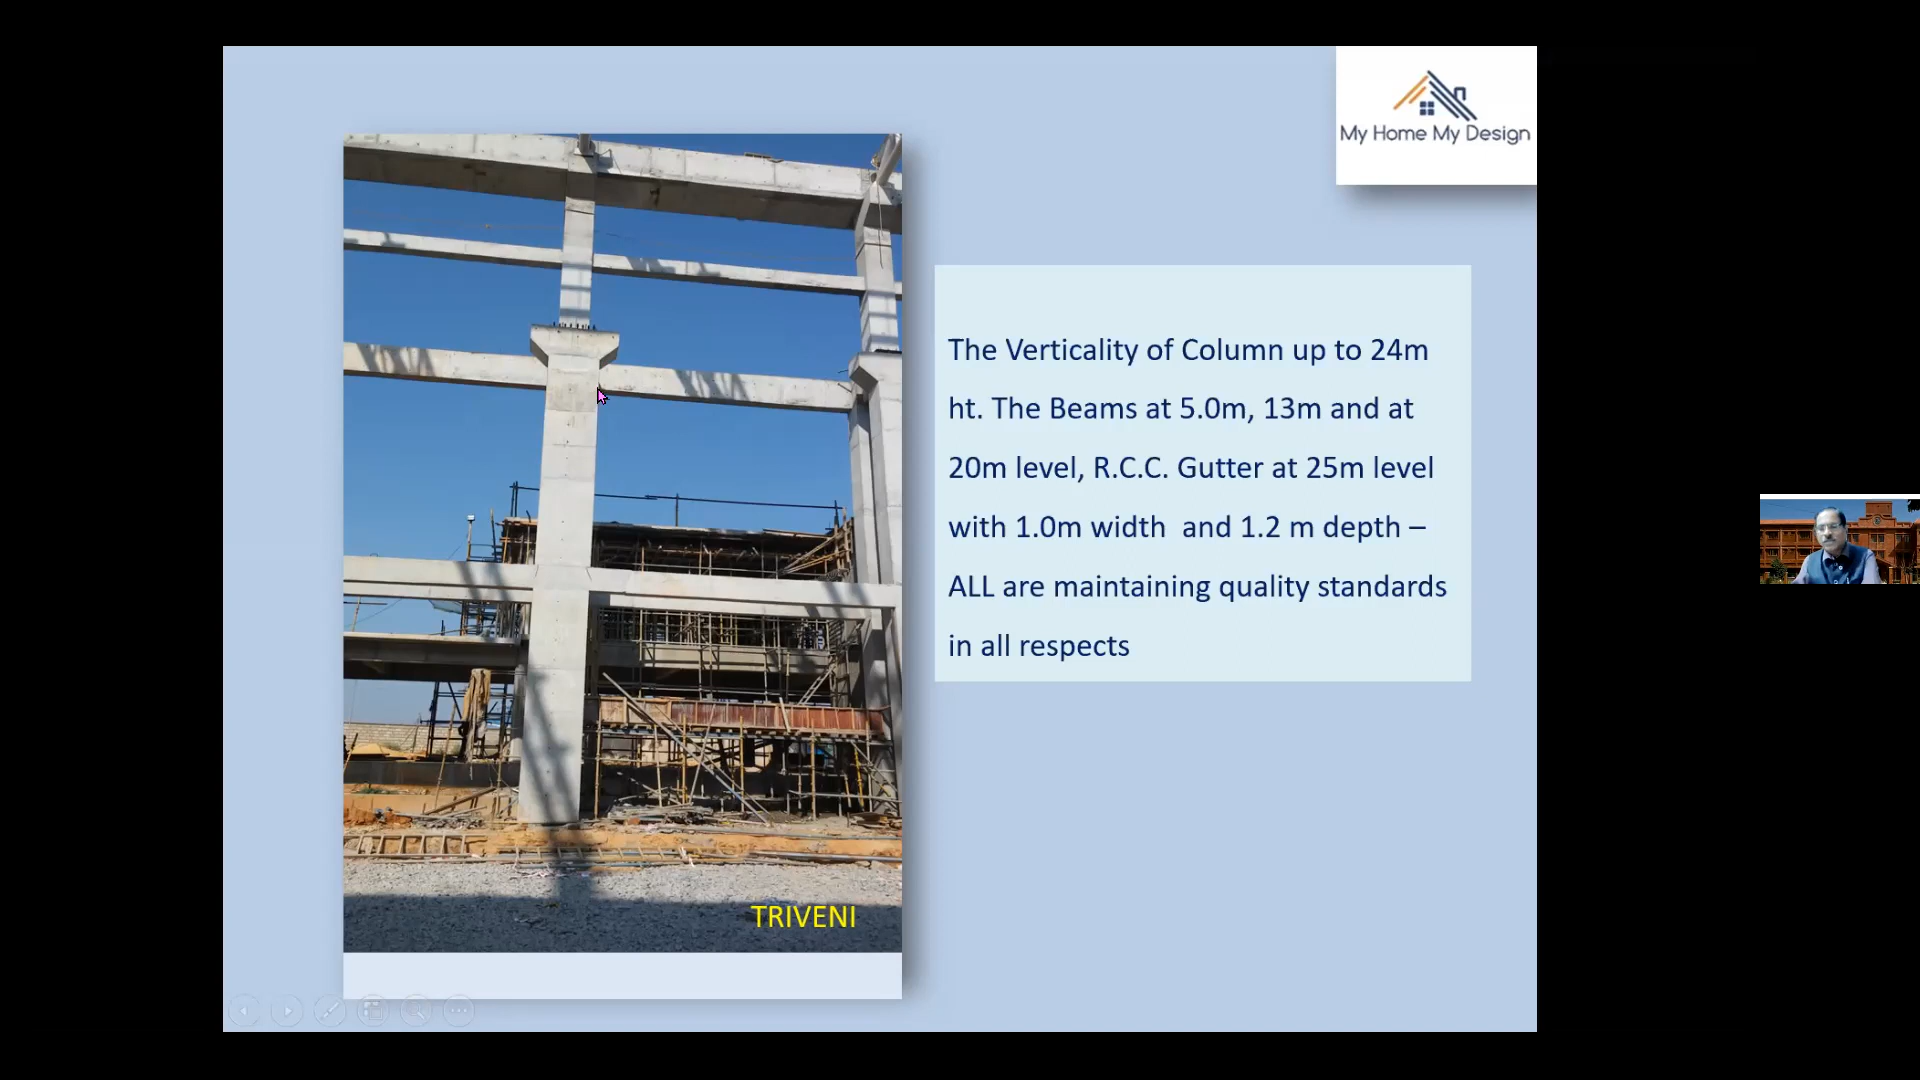 My Home My Design
The Verticality of Column up to 24m
ht. The Beams at 5.0m, 13m and at
20m level, R.C.C. Gutter at 25m level
with 1.0m width  and 1.2 m depth –
ALL are maintaining quality standards
in all respects
TRIVENI